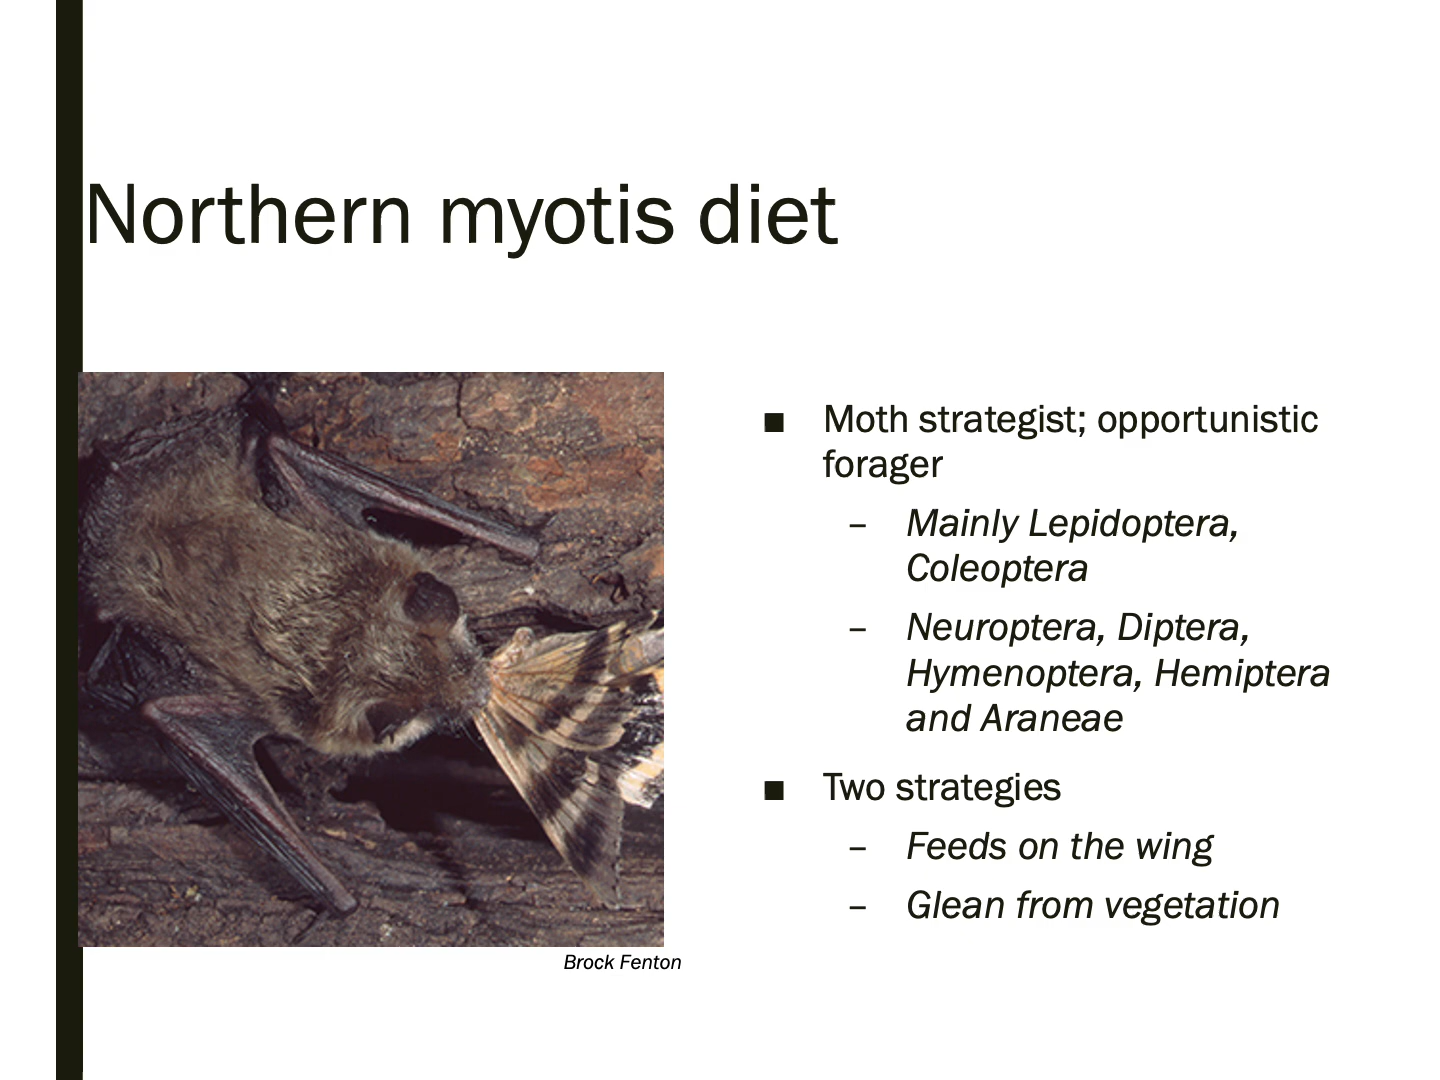 Northern myotis diet
■ Moth strategist; opportunistic
forager
– Mainly Lepidoptera,
Coleoptera
– Neuroptera, Diptera,
Hymenoptera, Hemiptera
and Araneae
■ Two strategies
– Feeds on the wing
– Glean from vegetation
Brock Fenton